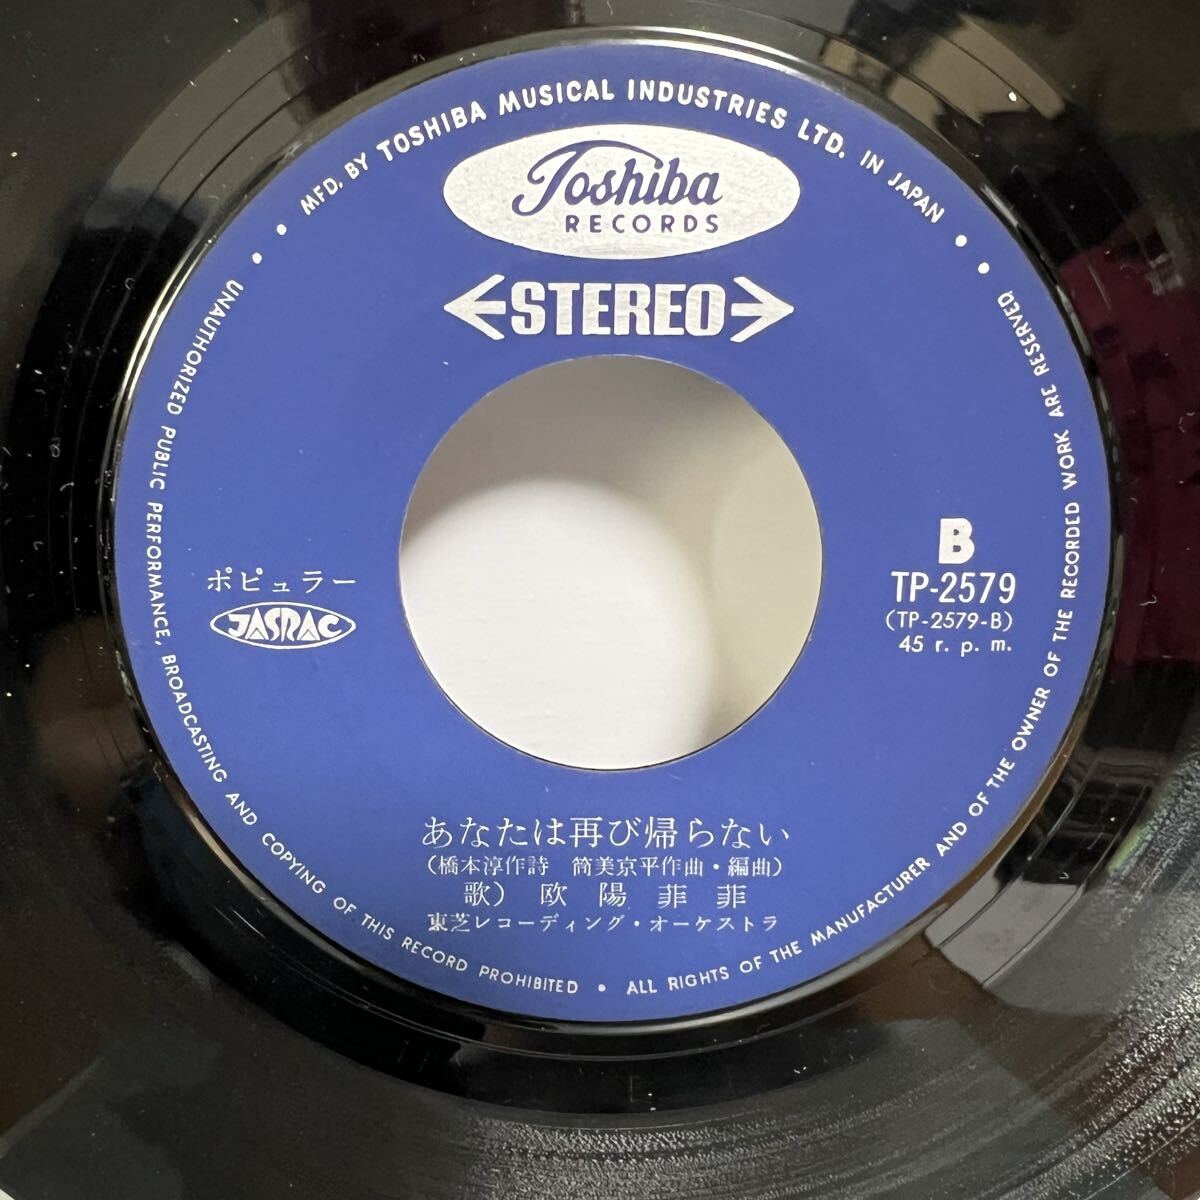 MFD. BY TOSHIBA MUSICAL INDUSTRIES LTD. IN JAPAN
Toshiba
RECORDS
STEREO
ポピュラー
JASRAC
B
TP-2579
(TP-2579-B)
45 r. p. m.
あなたは再び帰らない
(橋本淳作詩 筒美京平作曲・編曲)
歌) 欧陽菲菲
東芝レコーディング・オーケストラ
UNAUTHORIZED PUBLIC PERFORMANCE, BROADCASTING AND COPYING OF THIS RECORD PROHIBITED • ALL RIGHTS OF THE MANUFACTURER AND OF THE OWNER OF THE RECORDED WORK ARE RESERVED